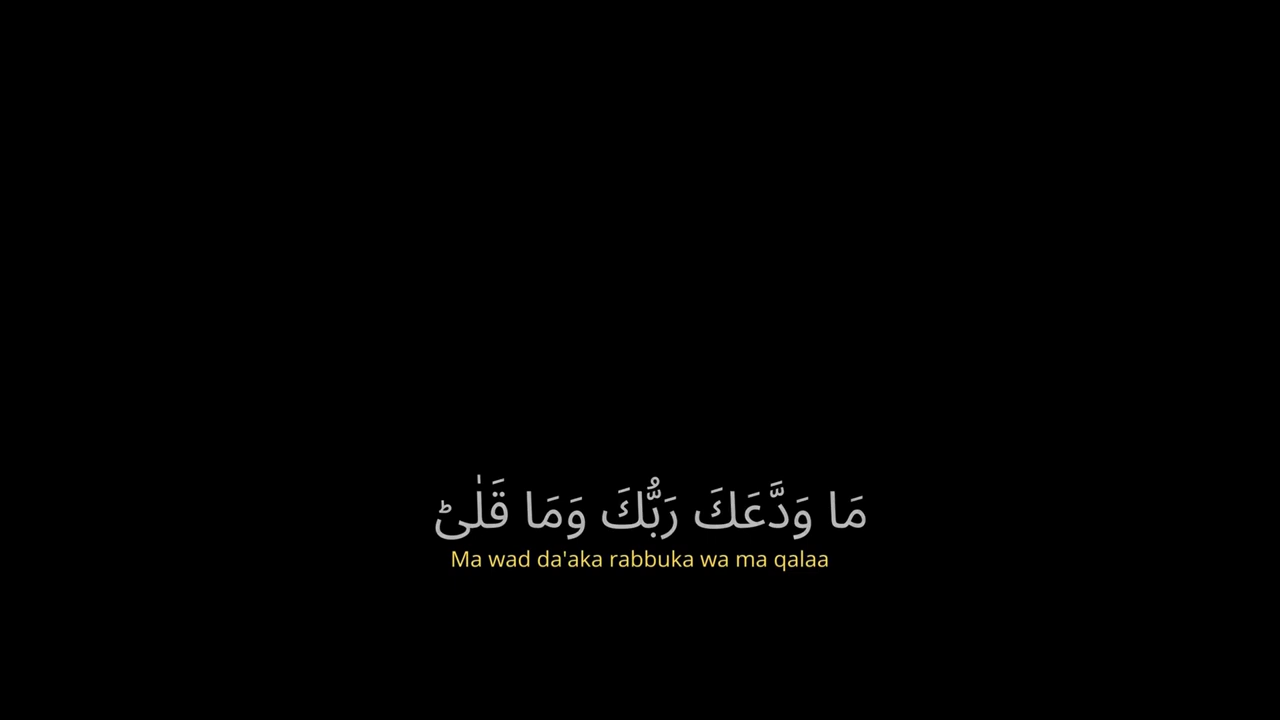 مَا وَدَّعَكَ رَبُّكَ وَمَا قَلٰىؕ
Ma wad da'aka rabbuka wa ma qalaa